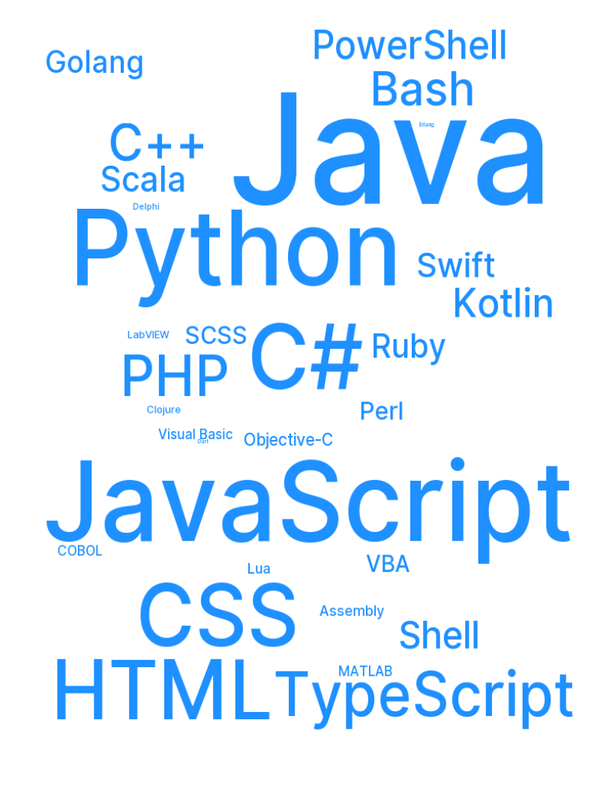 PowerShell
Golang
Bash
Java
Erlang
C++
Scala
Delphi
Python
Swift
Kotlin
LabVIEW
SCSS
C#
Ruby
PHP
Clojure
Perl
Visual Basic
Objective-C
JavaScript
COBOL
VBA
Lua
CSS
Assembly
Shell
HTML
MATLAB
TypeScript